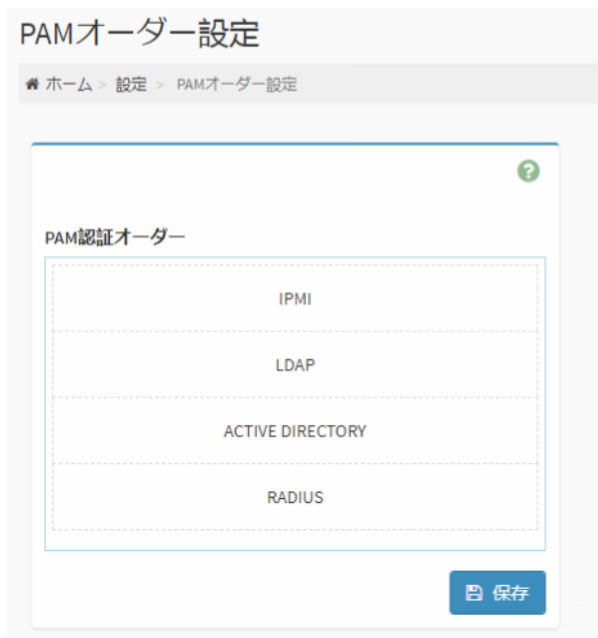 PAMオーダー設定
ホーム > 設定 > PAMオーダー設定
?
PAM認証オーダー
IPMI
LDAP
ACTIVE DIRECTORY
RADIUS
保存